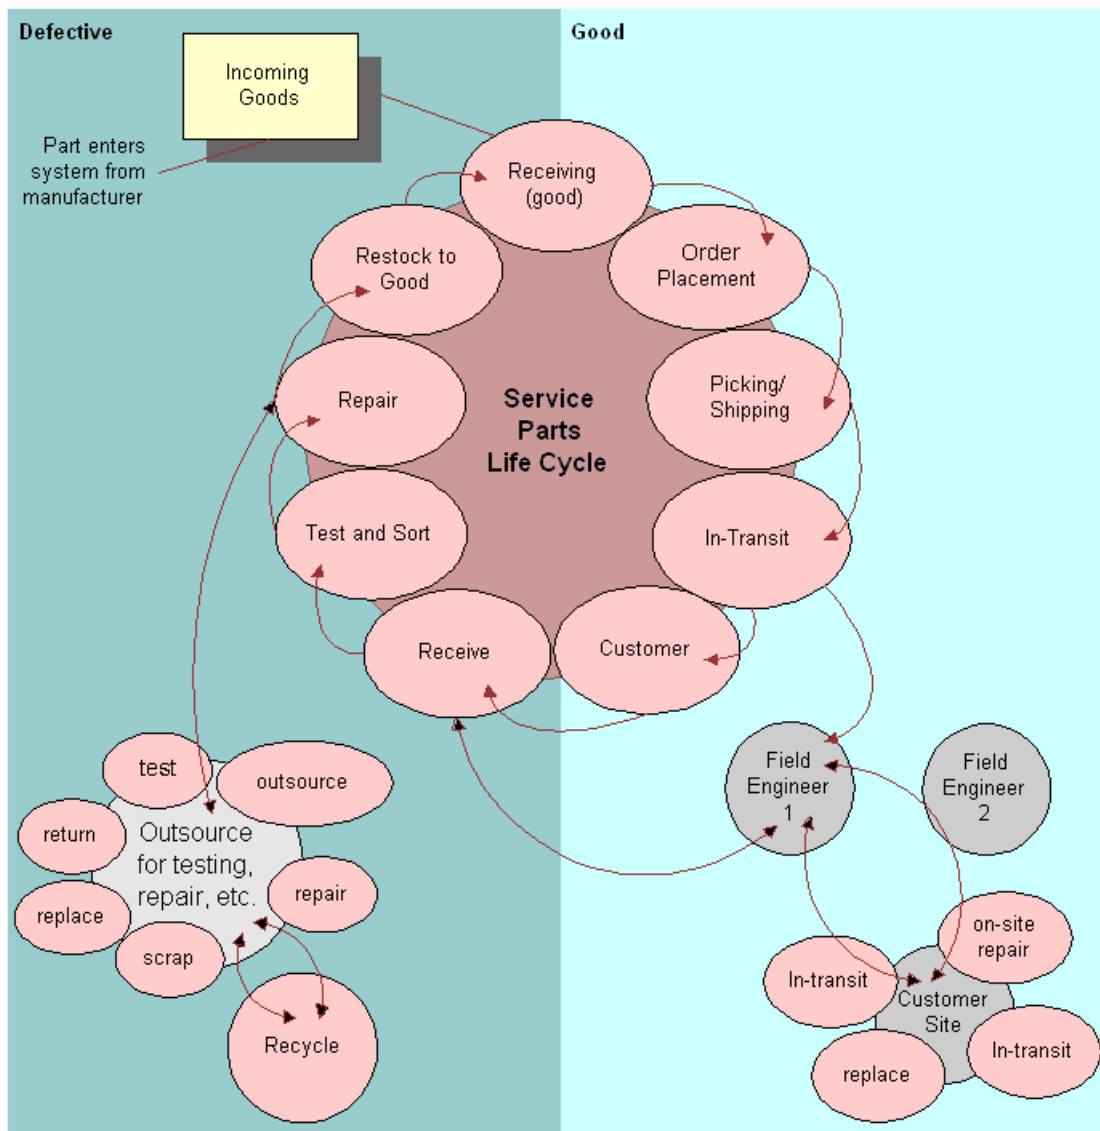 Defective
Good
Incoming
Goods
Part enters
system from
manufacturer
Receiving
(good)
Restock to
Good
Order
Placement
Repair
Picking/
Shipping
Service
Parts
Life Cycle
Test and Sort
In-Transit
Receive
Customer
test
outsource
return
Outsource
for testing,
repair, etc.
repair
replace
scrap
Recycle
Field
Engineer
1
Field
Engineer
2
on-site
repair
In-transit
Customer
Site
In-transit
replace